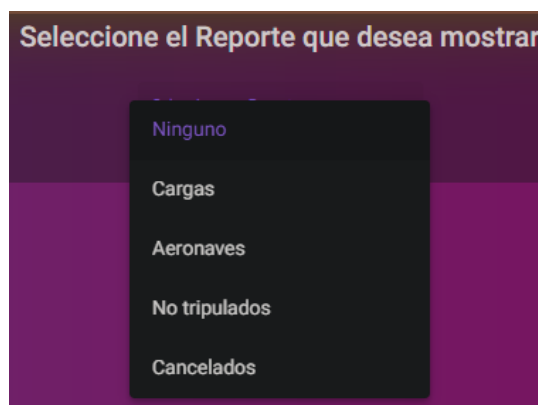 Seleccione el Reporte que desea mostrar
Ninguno
Cargas
Aeronaves
No tripulados
Cancelados